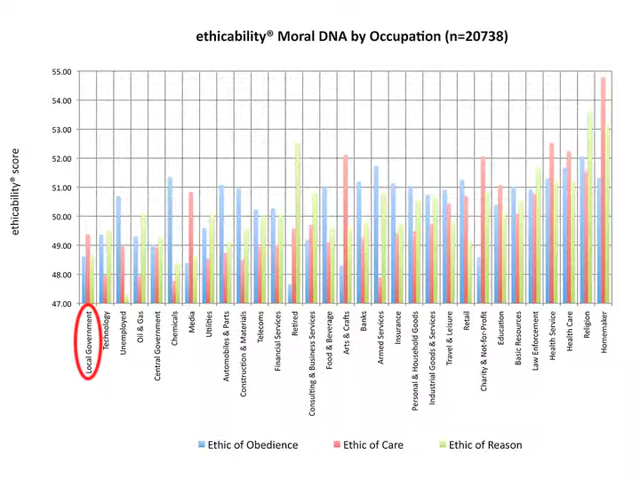 ethicability® Moral DNA by Occupation (n=20738)
ethicability® score
55.00
54.00
53.00
52.00
51.00
50.00
49.00
48.00
47.00
Local Government
Technology
Unemployed
Oil & Gas
Central Government
Chemicals
Media
Utilities
Automobiles & Parts
Construction & Materials
Telecoms
Financial Services
Retired
Consulting & Business Services
Food & Beverage
Arts & Crafts
Banks
Armed Services
Insurance
Personal & Household Goods
Industrial Goods & Services
Travel & Leisure
Retail
Charity & Not-for-Profit
Education
Basic Resources
Law Enforcement
Health Service
Health Care
Religion
Homemaker
Ethic of Obedience
Ethic of Care
Ethic of Reason